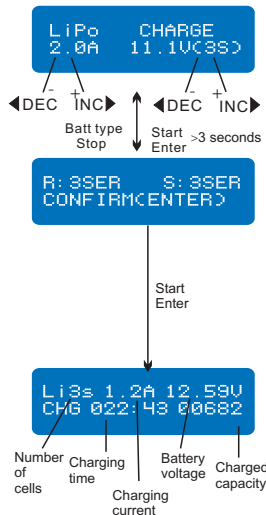 LiPo CHARGE
2.0A 11.1V(3S)
- + - +
◀DEC INC▶ ◀DEC INC▶
Batt type
Stop
Start
Enter >3 seconds
R:3SER S:3SER
CONFIRM(ENTER)
Start
Enter
Li3s 1.2A 12.59V
CHG 022:43 00682
Number
of
cells
Charging
time
Charging
current
Battery
voltage
Charged
capacity